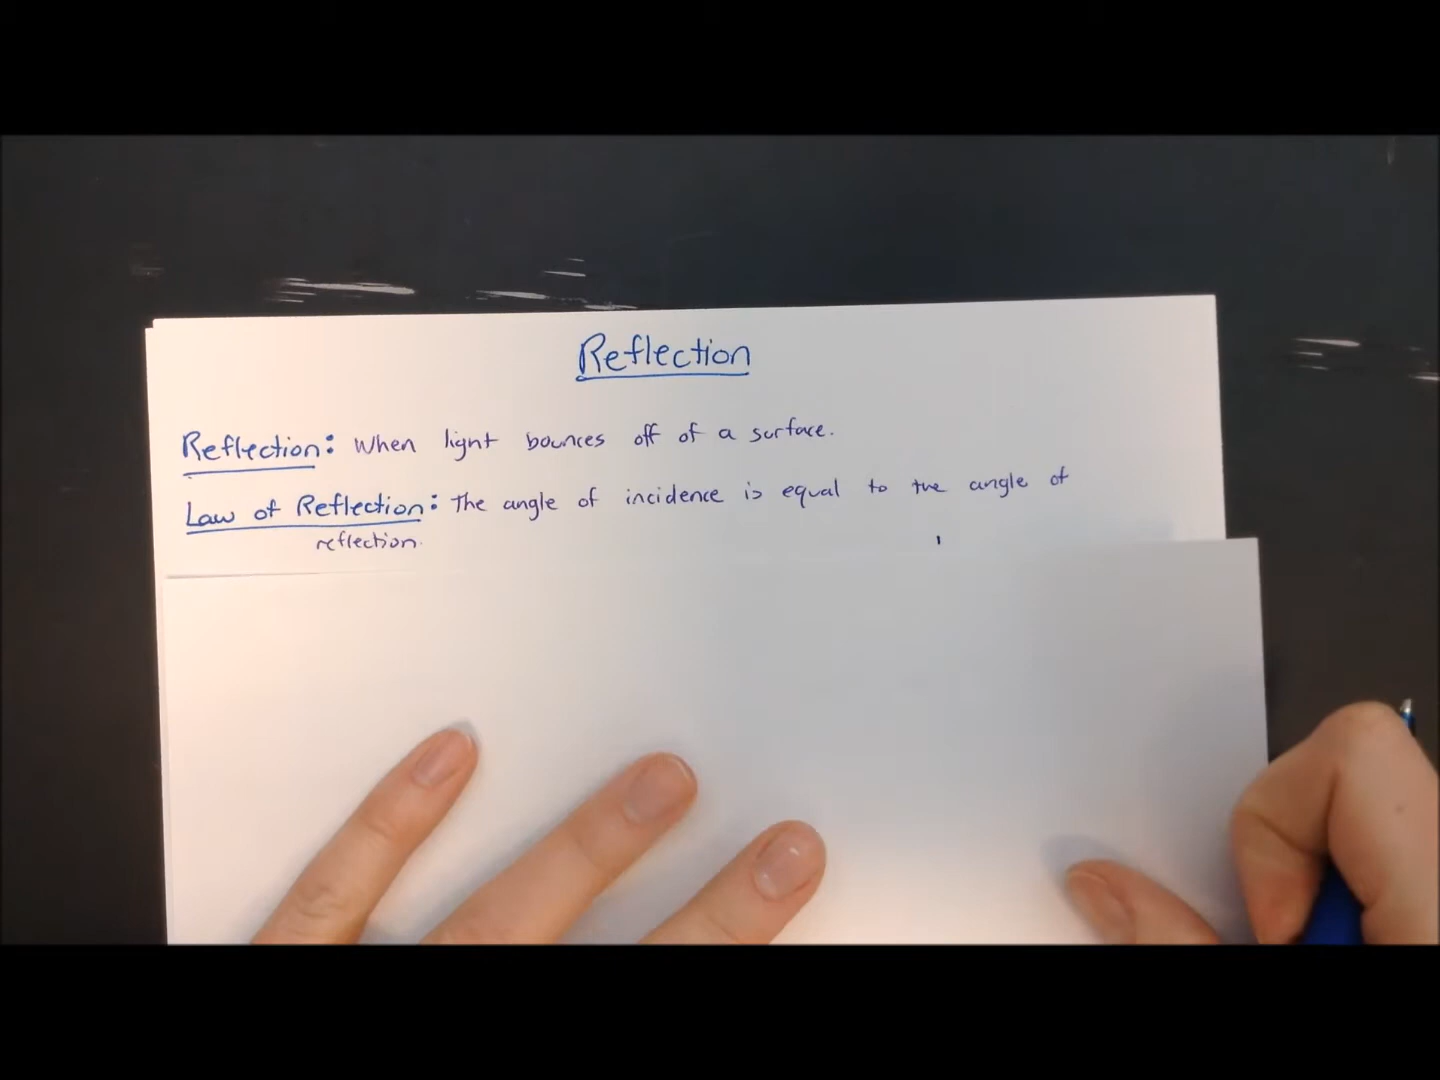 Reflection
Reflection: When light bounces off of a surface.
Law of Reflection: The angle of incidence is equal to the angle of
reflection.